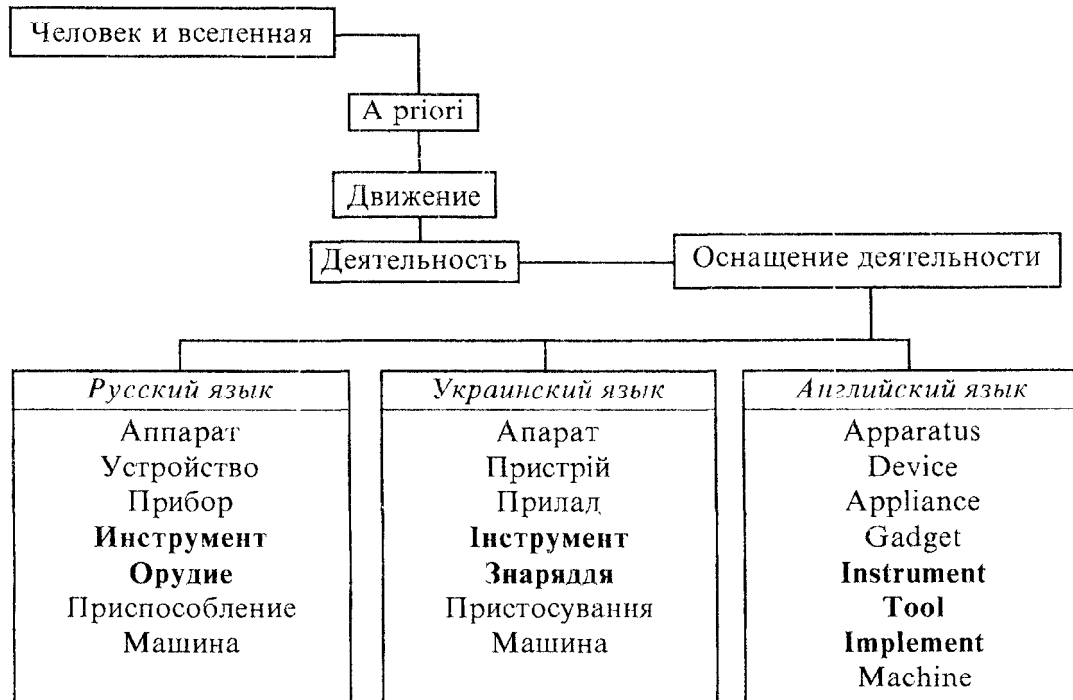 Человек и вселенная
A priori
Движение
Деятельность
Оснащение деятельности
Русский язык
Аппарат
Устройство
Прибор
Инструмент
Орудие
Приспособление
Машина
Украинский язык
Апарат
Пристрій
Прилад
Інструмент
Знаряддя
Пристосування
Машина
Английский язык
Apparatus
Device
Appliance
Gadget
Instrument
Tool
Implement
Machine